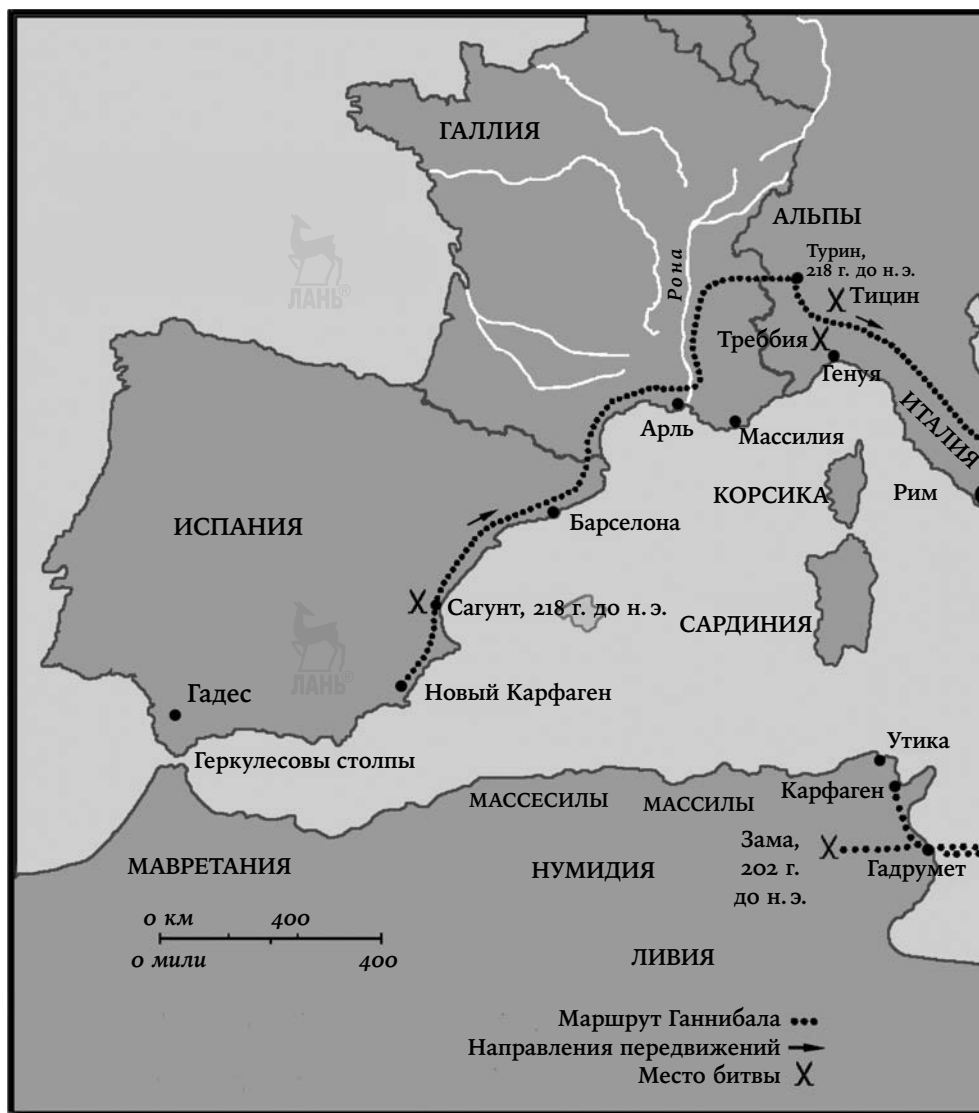 ГАЛЛИЯ
АЛЬПЫ
Рона
Турин,
218 г. до н. э.
Тицин
Треббия
Генуя
ИТАЛИЯ
Арль
Массилия
КОРСИКА
Рим
ИСПАНИЯ
Барселона
Сагунт, 218 г. до н. э.
САРДИНИЯ
Новый Карфаген
Гадес
Геркулесовы столпы
Утика
Карфаген
МАССЕСИЛЫ
МАССИЛЫ
Зама,
202 г.
до н. э.
Гадрумет
МАВРЕТАНИЯ
НУМИДИЯ
0 км 400
0 мили 400
ЛИВИЯ
Маршрут Ганнибала
Направления передвижений
Место битвы
ЛАНЬ®
ЛАНЬ®